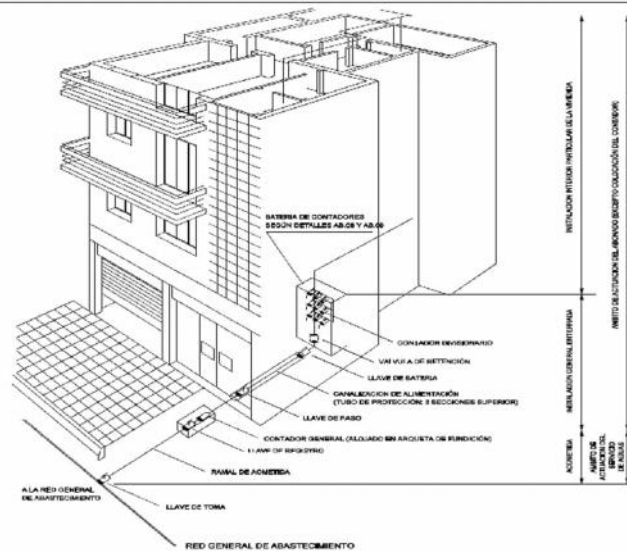 BATERIA DE CONTADORES
SEGÚN DETALLES AB.08 Y AB.09
CONTADOR DIVISIONARIO
VALVULA DE RETENCIÓN
LLAVE DE BATERIA
CANALIZACION DE ALIMENTACIÓN
(TUBO DE PROTECCIÓN: 2 SECCIONES SUPERIOR)
LLAVE DE PASO
CONTADOR GENERAL (ALOJADO EN ARQUETA DE FUNDICIÓN)
LLAVE DE REGISTRO
RAMAL DE ACOMETIDA
A LA RED GENERAL
DE ABASTECIMIENTO
LLAVE DE TOMA
RED GENERAL DE ABASTECIMIENTO
INSTALACION INTERIOR PARTICULAR DE LA VIVIENDA
INSTALACION GENERAL ENTERRADA
ACOMETIDA
AMBITO DE
ACTUACION DEL
SERVICIO
DE AGUAS
AMBITO DE ACTUACION DEL ABONADO (EXCEPTO COLOCACIÓN DEL CONTADOR)